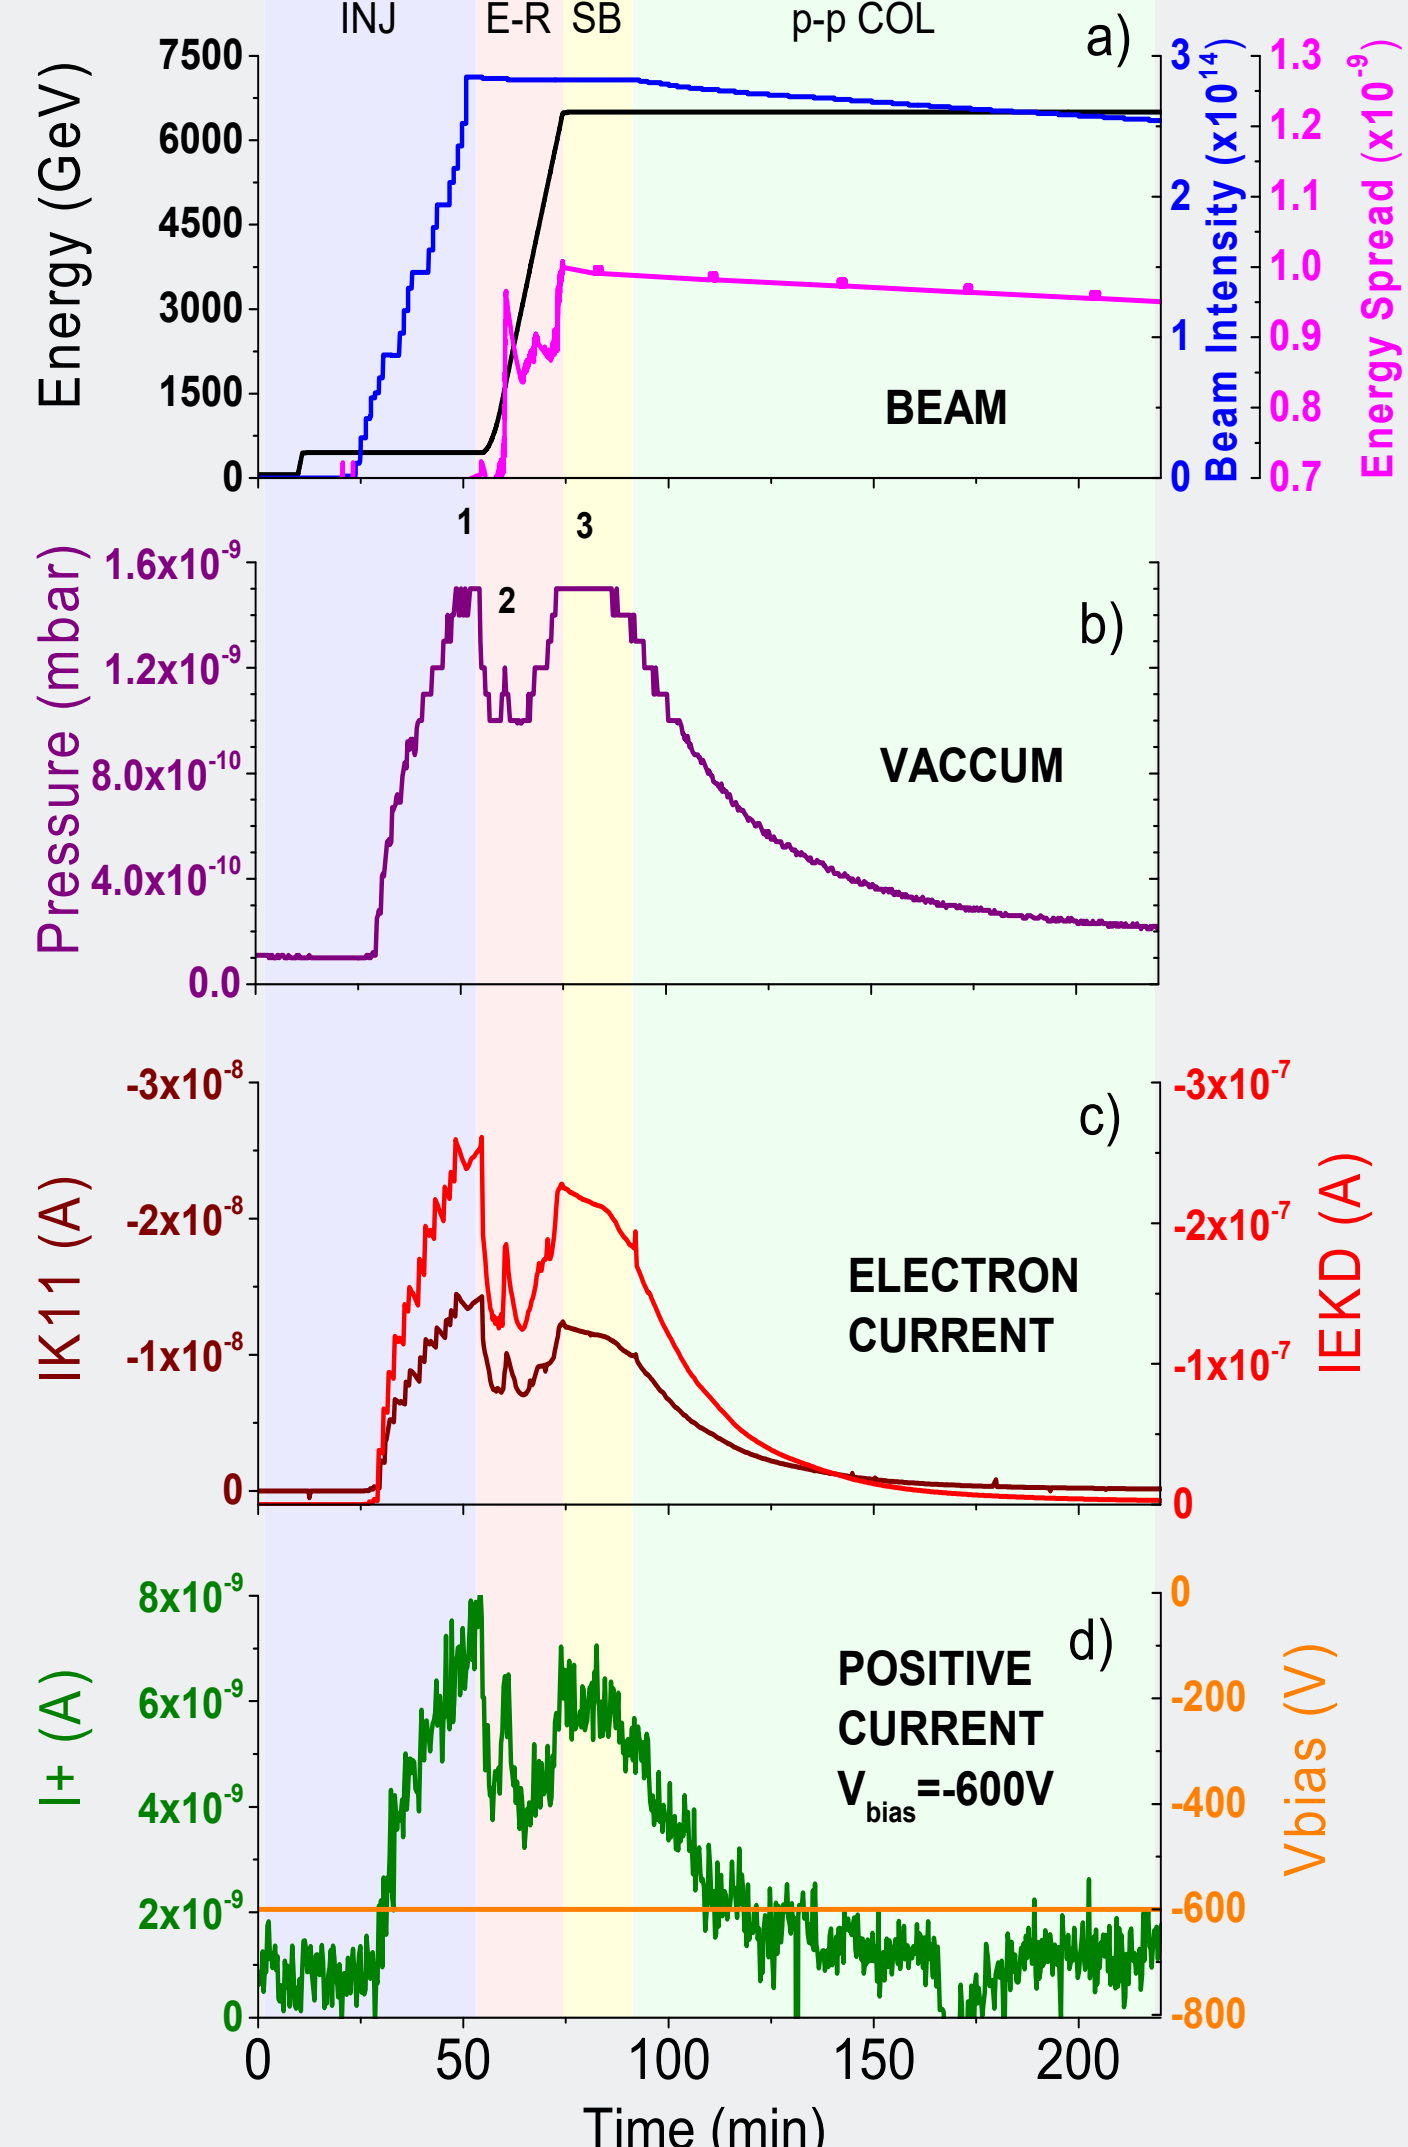 INJ E-R SB p-p COL
a)
Energy (GeV)
7500
6000
4500
3000
1500
0
3
2
1
0
Beam Intensity (x10¹⁴)
1.3
1.2
1.1
1.0
0.9
0.8
0.7
Energy Spread (x10⁻⁹)
BEAM
1
3
2
b)
Pressure (mbar)
1.6x10⁻⁹
1.2x10⁻⁹
8.0x10⁻¹⁰
4.0x10⁻¹⁰
0.0
VACCUM
c)
IK11 (A)
-3x10⁻⁸
-2x10⁻⁸
-1x10⁻⁸
0
-3x10⁻⁷
-2x10⁻⁷
-1x10⁻⁷
0
IEKD (A)
ELECTRON
CURRENT
d)
I+ (A)
8x10⁻⁹
6x10⁻⁹
4x10⁻⁹
2x10⁻⁹
0
0
-200
-400
-600
-800
Vbias (V)
POSITIVE
CURRENT
Vbias=-600V
0 50 100 150 200
Time (min)